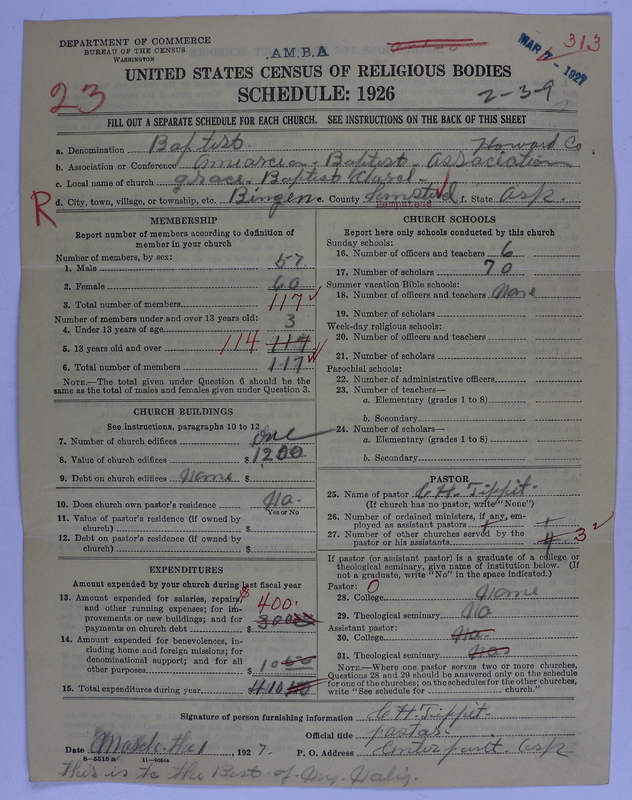 DEPARTMENT OF COMMERCE
BUREAU OF THE CENSUS
WASHINGTON
A.M.B.A
MAR 7 - 1927
313
UNITED STATES CENSUS OF RELIGIOUS BODIES
SCHEDULE: 1926
23
2-3-9
FILL OUT A SEPARATE SCHEDULE FOR EACH CHURCH. SEE INSTRUCTIONS ON THE BACK OF THIS SHEET
a. Denomination Baptist. Howard Co
b. Association or Conference Baptist Association
c. Local name of church Grace Baptist Church
d. City, town, village, or township, etc. Bingen e. County Hempstead f. State Ark.
R
MEMBERSHIP
Report number of members according to definition of
member in your church
Number of members, by sex:
1. Male 57
2. Female 60
3. Total number of members 117
Number of members under and over 13 years old:
4. Under 13 years of age 3
5. 13 years old and over 114 114
6. Total number of members 117
NOTE.—The total given under Question 6 should be the
same as the total of males and females given under Question 3.
CHURCH BUILDINGS
See instructions, paragraphs 10 to 12
7. Number of church edifices One
8. Value of church edifices $ 1200
9. Debt on church edifices None $
10. Does church own pastor's residence No.
Yes or No
11. Value of pastor's residence (if owned by
church) $
12. Debt on pastor's residence (if owned by
church) $
EXPENDITURES
Amount expended by your church during last fiscal year
13. Amount expended for salaries, repairs,
and other running expenses; for im-
provements or new buildings; and for
payments on church debt $ 400. 300 00
14. Amount expended for benevolences, in-
cluding home and foreign missions; for
denominational support; and for all
other purposes $ 10 00
15. Total expenditures during year $ 410 00
CHURCH SCHOOLS
Report here only schools conducted by this church
Sunday schools:
16. Number of officers and teachers 6
17. Number of scholars 70
Summer vacation Bible schools:
18. Number of officers and teachers None
19. Number of scholars
Week-day religious schools:
20. Number of officers and teachers
21. Number of scholars
Parochial schools:
22. Number of administrative officers
23. Number of teachers—
a. Elementary (grades 1 to 8)
b. Secondary
24. Number of scholars—
a. Elementary (grades 1 to 8)
b. Secondary
PASTOR
25. Name of pastor C. H. Tippit.
(If church has no pastor, write "None")
26. Number of ordained ministers, if any, em-
ployed as assistant pastors
27. Number of other churches served by the
pastor or his assistants 4 3
If pastor (or assistant pastor) is a graduate of a college or
theological seminary, give name of institution below. (If
not a graduate, write "No" in the space indicated.)
Pastor: 0
28. College None
29. Theological seminary No
Assistant pastor:
30. College No
31. Theological seminary No
NOTE.—Where one pastor serves two or more churches,
Questions 28 and 29 should be answered only on the schedule
for one of the churches; on the schedules for the other churches,
write "See schedule for church."
Signature of person furnishing information C. H. Tippit.
Official title pastor.
Date March the 1, 1927. P. O. Address Centerpoint. Ark
8-5518a 11-9084a
This is to the Best of My